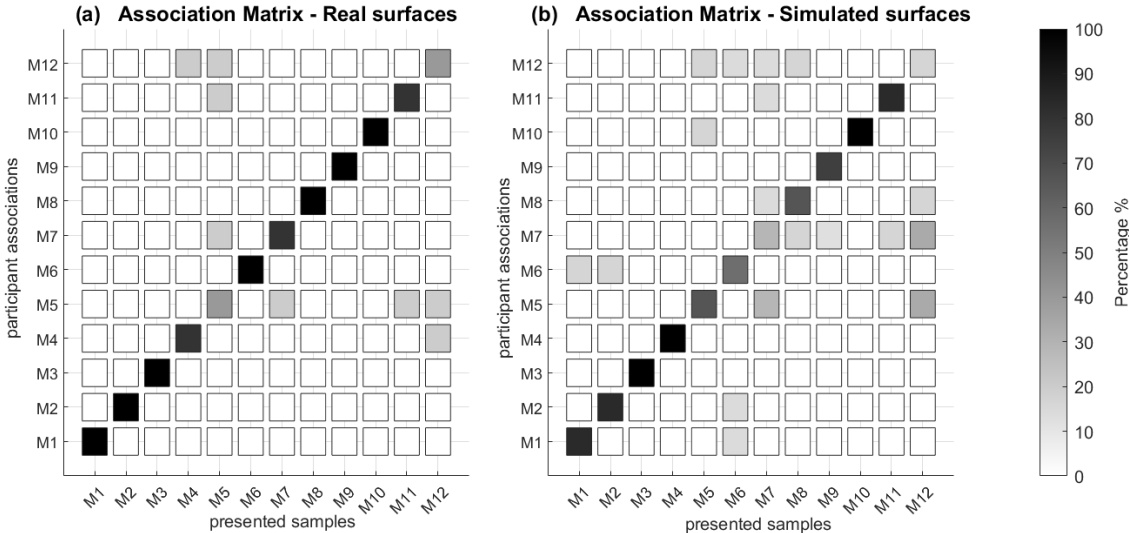 (a) Association Matrix - Real surfaces
participant associations
M12
M11
M10
M9
M8
M7
M6
M5
M4
M3
M2
M1
M1 M2 M3 M4 M5 M6 M7 M8 M9 M10 M11 M12
presented samples
(b) Association Matrix - Simulated surfaces
participant associations
M12
M11
M10
M9
M8
M7
M6
M5
M4
M3
M2
M1
M1 M2 M3 M4 M5 M6 M7 M8 M9 M10 M11 M12
presented samples
100
90
80
70
60
50
40
30
20
10
0
Percentage %